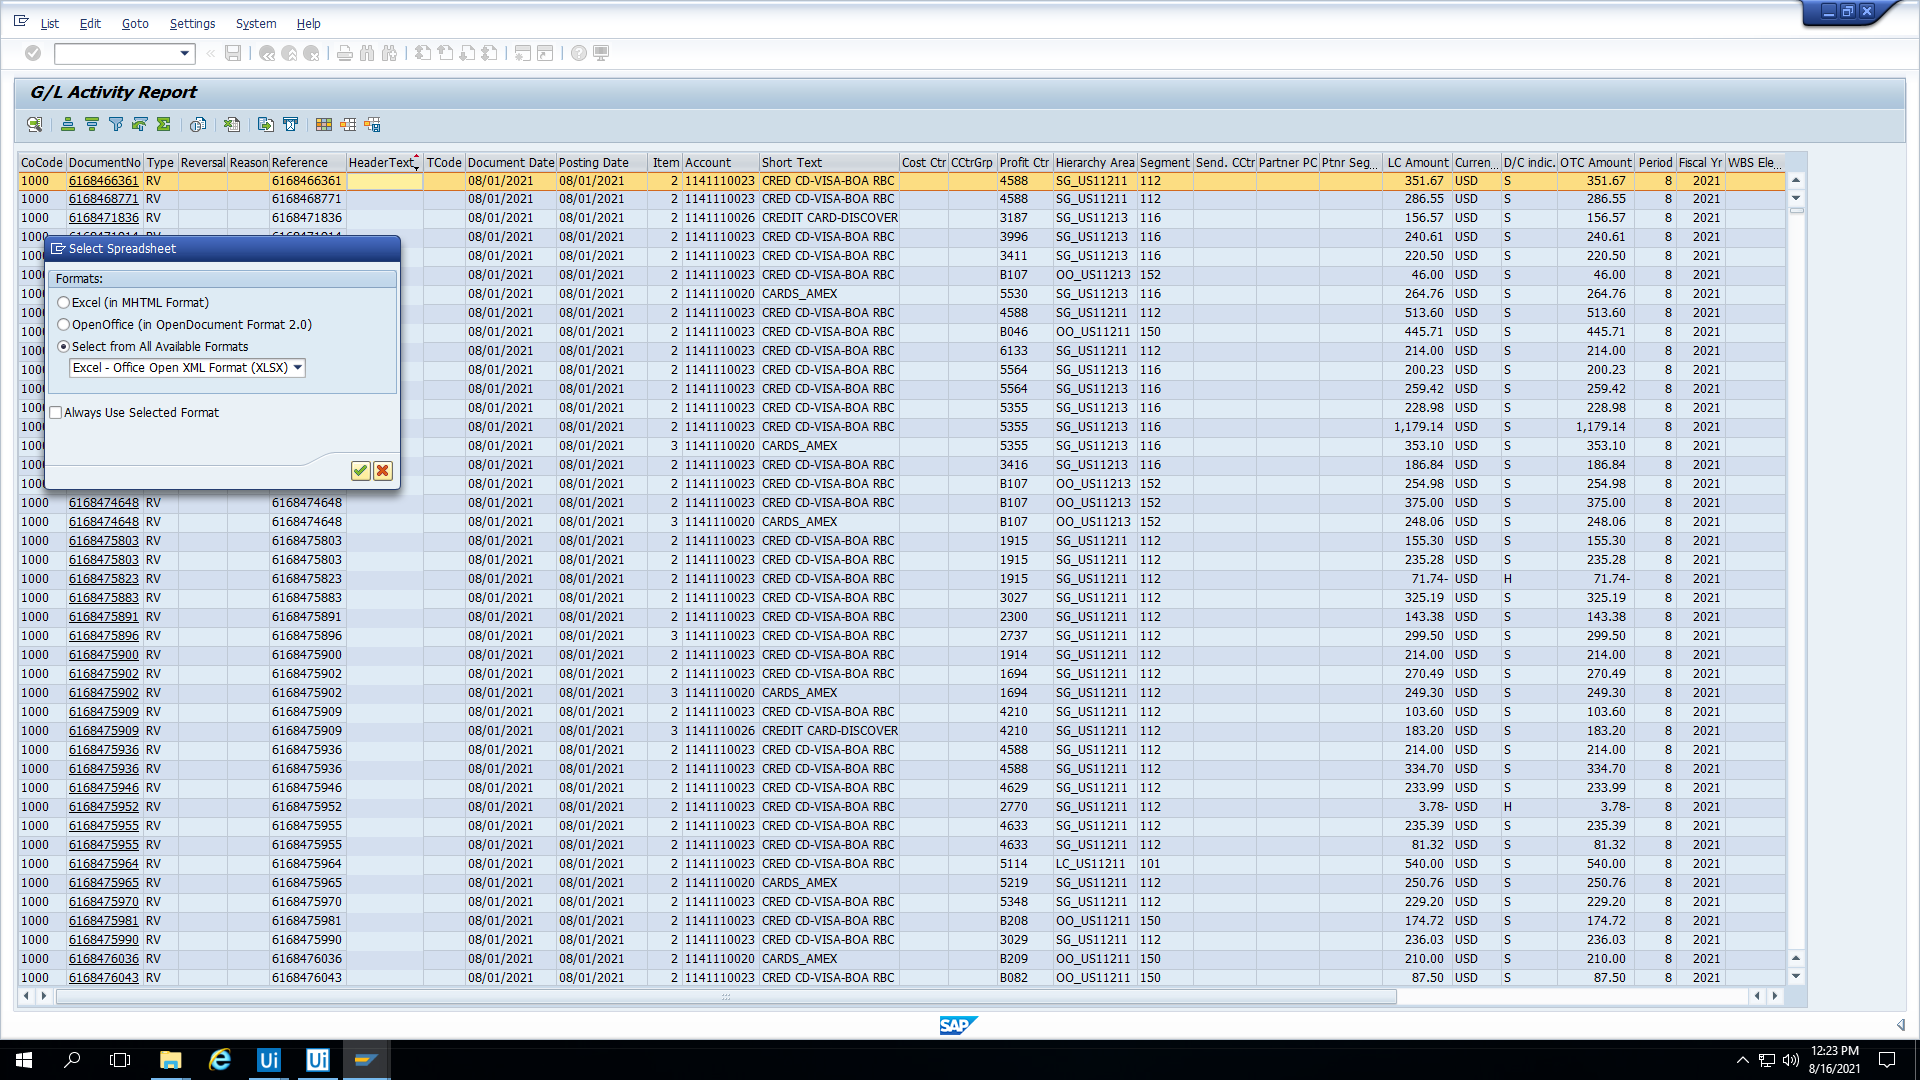 List Edit Goto Settings System Help
G/L Activity Report
CoCode DocumentNo Type Reversal Reason Reference HeaderText TCode Document Date Posting Date Item Account Short Text Cost Ctr CCtrGrp Profit Ctr Hierarchy Area Segment Send. CCtr Partner PC Ptnr Seg... LC Amount Curren... D/C indic. OTC Amount Period Fiscal Yr WBS Ele...
1000 6168466361 RV 6168466361 08/01/2021 08/01/2021 2 1141110023 CRED CD-VISA-BOA RBC 4588 SG_US11211 112 351.67 USD S 351.67 8 2021
1000 6168468771 RV 6168468771 08/01/2021 08/01/2021 2 1141110023 CRED CD-VISA-BOA RBC 4588 SG_US11211 112 286.55 USD S 286.55 8 2021
1000 6168471836 RV 6168471836 08/01/2021 08/01/2021 2 1141110026 CREDIT CARD-DISCOVER 3187 SG_US11213 116 156.57 USD S 156.57 8 2021
1000 08/01/2021 08/01/2021 2 1141110023 CRED CD-VISA-BOA RBC 3996 SG_US11213 116 240.61 USD S 240.61 8 2021
Select Spreadsheet
08/01/2021 08/01/2021 2 1141110023 CRED CD-VISA-BOA RBC 3411 SG_US11213 116 220.50 USD S 220.50 8 2021
Formats:
08/01/2021 08/01/2021 2 1141110023 CRED CD-VISA-BOA RBC B107 OO_US11213 152 46.00 USD S 46.00 8 2021
08/01/2021 08/01/2021 2 1141110020 CARDS_AMEX 5530 SG_US11213 116 264.76 USD S 264.76 8 2021
Excel (in MHTML Format)
08/01/2021 08/01/2021 2 1141110023 CRED CD-VISA-BOA RBC 4588 SG_US11211 112 513.60 USD S 513.60 8 2021
OpenOffice (in OpenDocument Format 2.0)
08/01/2021 08/01/2021 2 1141110023 CRED CD-VISA-BOA RBC B046 OO_US11211 150 445.71 USD S 445.71 8 2021
Select from All Available Formats
08/01/2021 08/01/2021 2 1141110023 CRED CD-VISA-BOA RBC 6133 SG_US11211 112 214.00 USD S 214.00 8 2021
Excel - Office Open XML Format (XLSX)
08/01/2021 08/01/2021 2 1141110023 CRED CD-VISA-BOA RBC 5564 SG_US11213 116 200.23 USD S 200.23 8 2021
08/01/2021 08/01/2021 2 1141110023 CRED CD-VISA-BOA RBC 5564 SG_US11213 116 259.42 USD S 259.42 8 2021
08/01/2021 08/01/2021 2 1141110023 CRED CD-VISA-BOA RBC 5355 SG_US11213 116 228.98 USD S 228.98 8 2021
Always Use Selected Format
08/01/2021 08/01/2021 2 1141110023 CRED CD-VISA-BOA RBC 5355 SG_US11213 116 1,179.14 USD S 1,179.14 8 2021
08/01/2021 08/01/2021 3 1141110020 CARDS_AMEX 5355 SG_US11213 116 353.10 USD S 353.10 8 2021
08/01/2021 08/01/2021 2 1141110023 CRED CD-VISA-BOA RBC 3416 SG_US11213 116 186.84 USD S 186.84 8 2021
08/01/2021 08/01/2021 2 1141110023 CRED CD-VISA-BOA RBC B107 OO_US11213 152 254.98 USD S 254.98 8 2021
1000 6168474648 RV 6168474648 08/01/2021 08/01/2021 2 1141110023 CRED CD-VISA-BOA RBC B107 OO_US11213 152 375.00 USD S 375.00 8 2021
1000 6168474648 RV 6168474648 08/01/2021 08/01/2021 3 1141110020 CARDS_AMEX B107 OO_US11213 152 248.06 USD S 248.06 8 2021
1000 6168475803 RV 6168475803 08/01/2021 08/01/2021 2 1141110023 CRED CD-VISA-BOA RBC 1915 SG_US11211 112 155.30 USD S 155.30 8 2021
1000 6168475803 RV 6168475803 08/01/2021 08/01/2021 2 1141110023 CRED CD-VISA-BOA RBC 1915 SG_US11211 112 235.28 USD S 235.28 8 2021
1000 6168475823 RV 6168475823 08/01/2021 08/01/2021 2 1141110023 CRED CD-VISA-BOA RBC 1915 SG_US11211 112 71.74- USD H 71.74- 8 2021
1000 6168475883 RV 6168475883 08/01/2021 08/01/2021 2 1141110023 CRED CD-VISA-BOA RBC 3027 SG_US11211 112 325.19 USD S 325.19 8 2021
1000 6168475891 RV 6168475891 08/01/2021 08/01/2021 2 1141110023 CRED CD-VISA-BOA RBC 2300 SG_US11211 112 143.38 USD S 143.38 8 2021
1000 6168475896 RV 6168475896 08/01/2021 08/01/2021 3 1141110023 CRED CD-VISA-BOA RBC 2737 SG_US11211 112 299.50 USD S 299.50 8 2021
1000 6168475900 RV 6168475900 08/01/2021 08/01/2021 2 1141110023 CRED CD-VISA-BOA RBC 1914 SG_US11211 112 214.00 USD S 214.00 8 2021
1000 6168475902 RV 6168475902 08/01/2021 08/01/2021 2 1141110023 CRED CD-VISA-BOA RBC 1694 SG_US11211 112 270.49 USD S 270.49 8 2021
1000 6168475902 RV 6168475902 08/01/2021 08/01/2021 3 1141110020 CARDS_AMEX 1694 SG_US11211 112 249.30 USD S 249.30 8 2021
1000 6168475909 RV 6168475909 08/01/2021 08/01/2021 2 1141110023 CRED CD-VISA-BOA RBC 4210 SG_US11211 112 103.60 USD S 103.60 8 2021
1000 6168475909 RV 6168475909 08/01/2021 08/01/2021 3 1141110026 CREDIT CARD-DISCOVER 4210 SG_US11211 112 183.20 USD S 183.20 8 2021
1000 6168475936 RV 6168475936 08/01/2021 08/01/2021 2 1141110023 CRED CD-VISA-BOA RBC 4588 SG_US11211 112 214.00 USD S 214.00 8 2021
1000 6168475936 RV 6168475936 08/01/2021 08/01/2021 2 1141110023 CRED CD-VISA-BOA RBC 4588 SG_US11211 112 334.70 USD S 334.70 8 2021
1000 6168475946 RV 6168475946 08/01/2021 08/01/2021 2 1141110023 CRED CD-VISA-BOA RBC 4629 SG_US11211 112 233.99 USD S 233.99 8 2021
1000 6168475952 RV 6168475952 08/01/2021 08/01/2021 2 1141110023 CRED CD-VISA-BOA RBC 2770 SG_US11211 112 3.78- USD H 3.78- 8 2021
1000 6168475955 RV 6168475955 08/01/2021 08/01/2021 2 1141110023 CRED CD-VISA-BOA RBC 4633 SG_US11211 112 235.39 USD S 235.39 8 2021
1000 6168475955 RV 6168475955 08/01/2021 08/01/2021 2 1141110023 CRED CD-VISA-BOA RBC 4633 SG_US11211 112 81.32 USD S 81.32 8 2021
1000 6168475964 RV 6168475964 08/01/2021 08/01/2021 2 1141110023 CRED CD-VISA-BOA RBC 5114 LC_US11211 101 540.00 USD S 540.00 8 2021
1000 6168475965 RV 6168475965 08/01/2021 08/01/2021 2 1141110020 CARDS_AMEX 5219 SG_US11211 112 250.76 USD S 250.76 8 2021
1000 6168475970 RV 6168475970 08/01/2021 08/01/2021 2 1141110023 CRED CD-VISA-BOA RBC 5348 SG_US11211 112 229.20 USD S 229.20 8 2021
1000 6168475981 RV 6168475981 08/01/2021 08/01/2021 2 1141110023 CRED CD-VISA-BOA RBC B208 OO_US11211 150 174.72 USD S 174.72 8 2021
1000 6168475990 RV 6168475990 08/01/2021 08/01/2021 2 1141110023 CRED CD-VISA-BOA RBC 3029 SG_US11211 112 236.03 USD S 236.03 8 2021
1000 6168476036 RV 6168476036 08/01/2021 08/01/2021 2 1141110020 CARDS_AMEX B209 OO_US11211 150 210.00 USD S 210.00 8 2021
1000 6168476043 RV 6168476043 08/01/2021 08/01/2021 2 1141110023 CRED CD-VISA-BOA RBC B082 OO_US11211 150 87.50 USD S 87.50 8 2021
SAP
Ui Ui
12:23 PM
8/16/2021